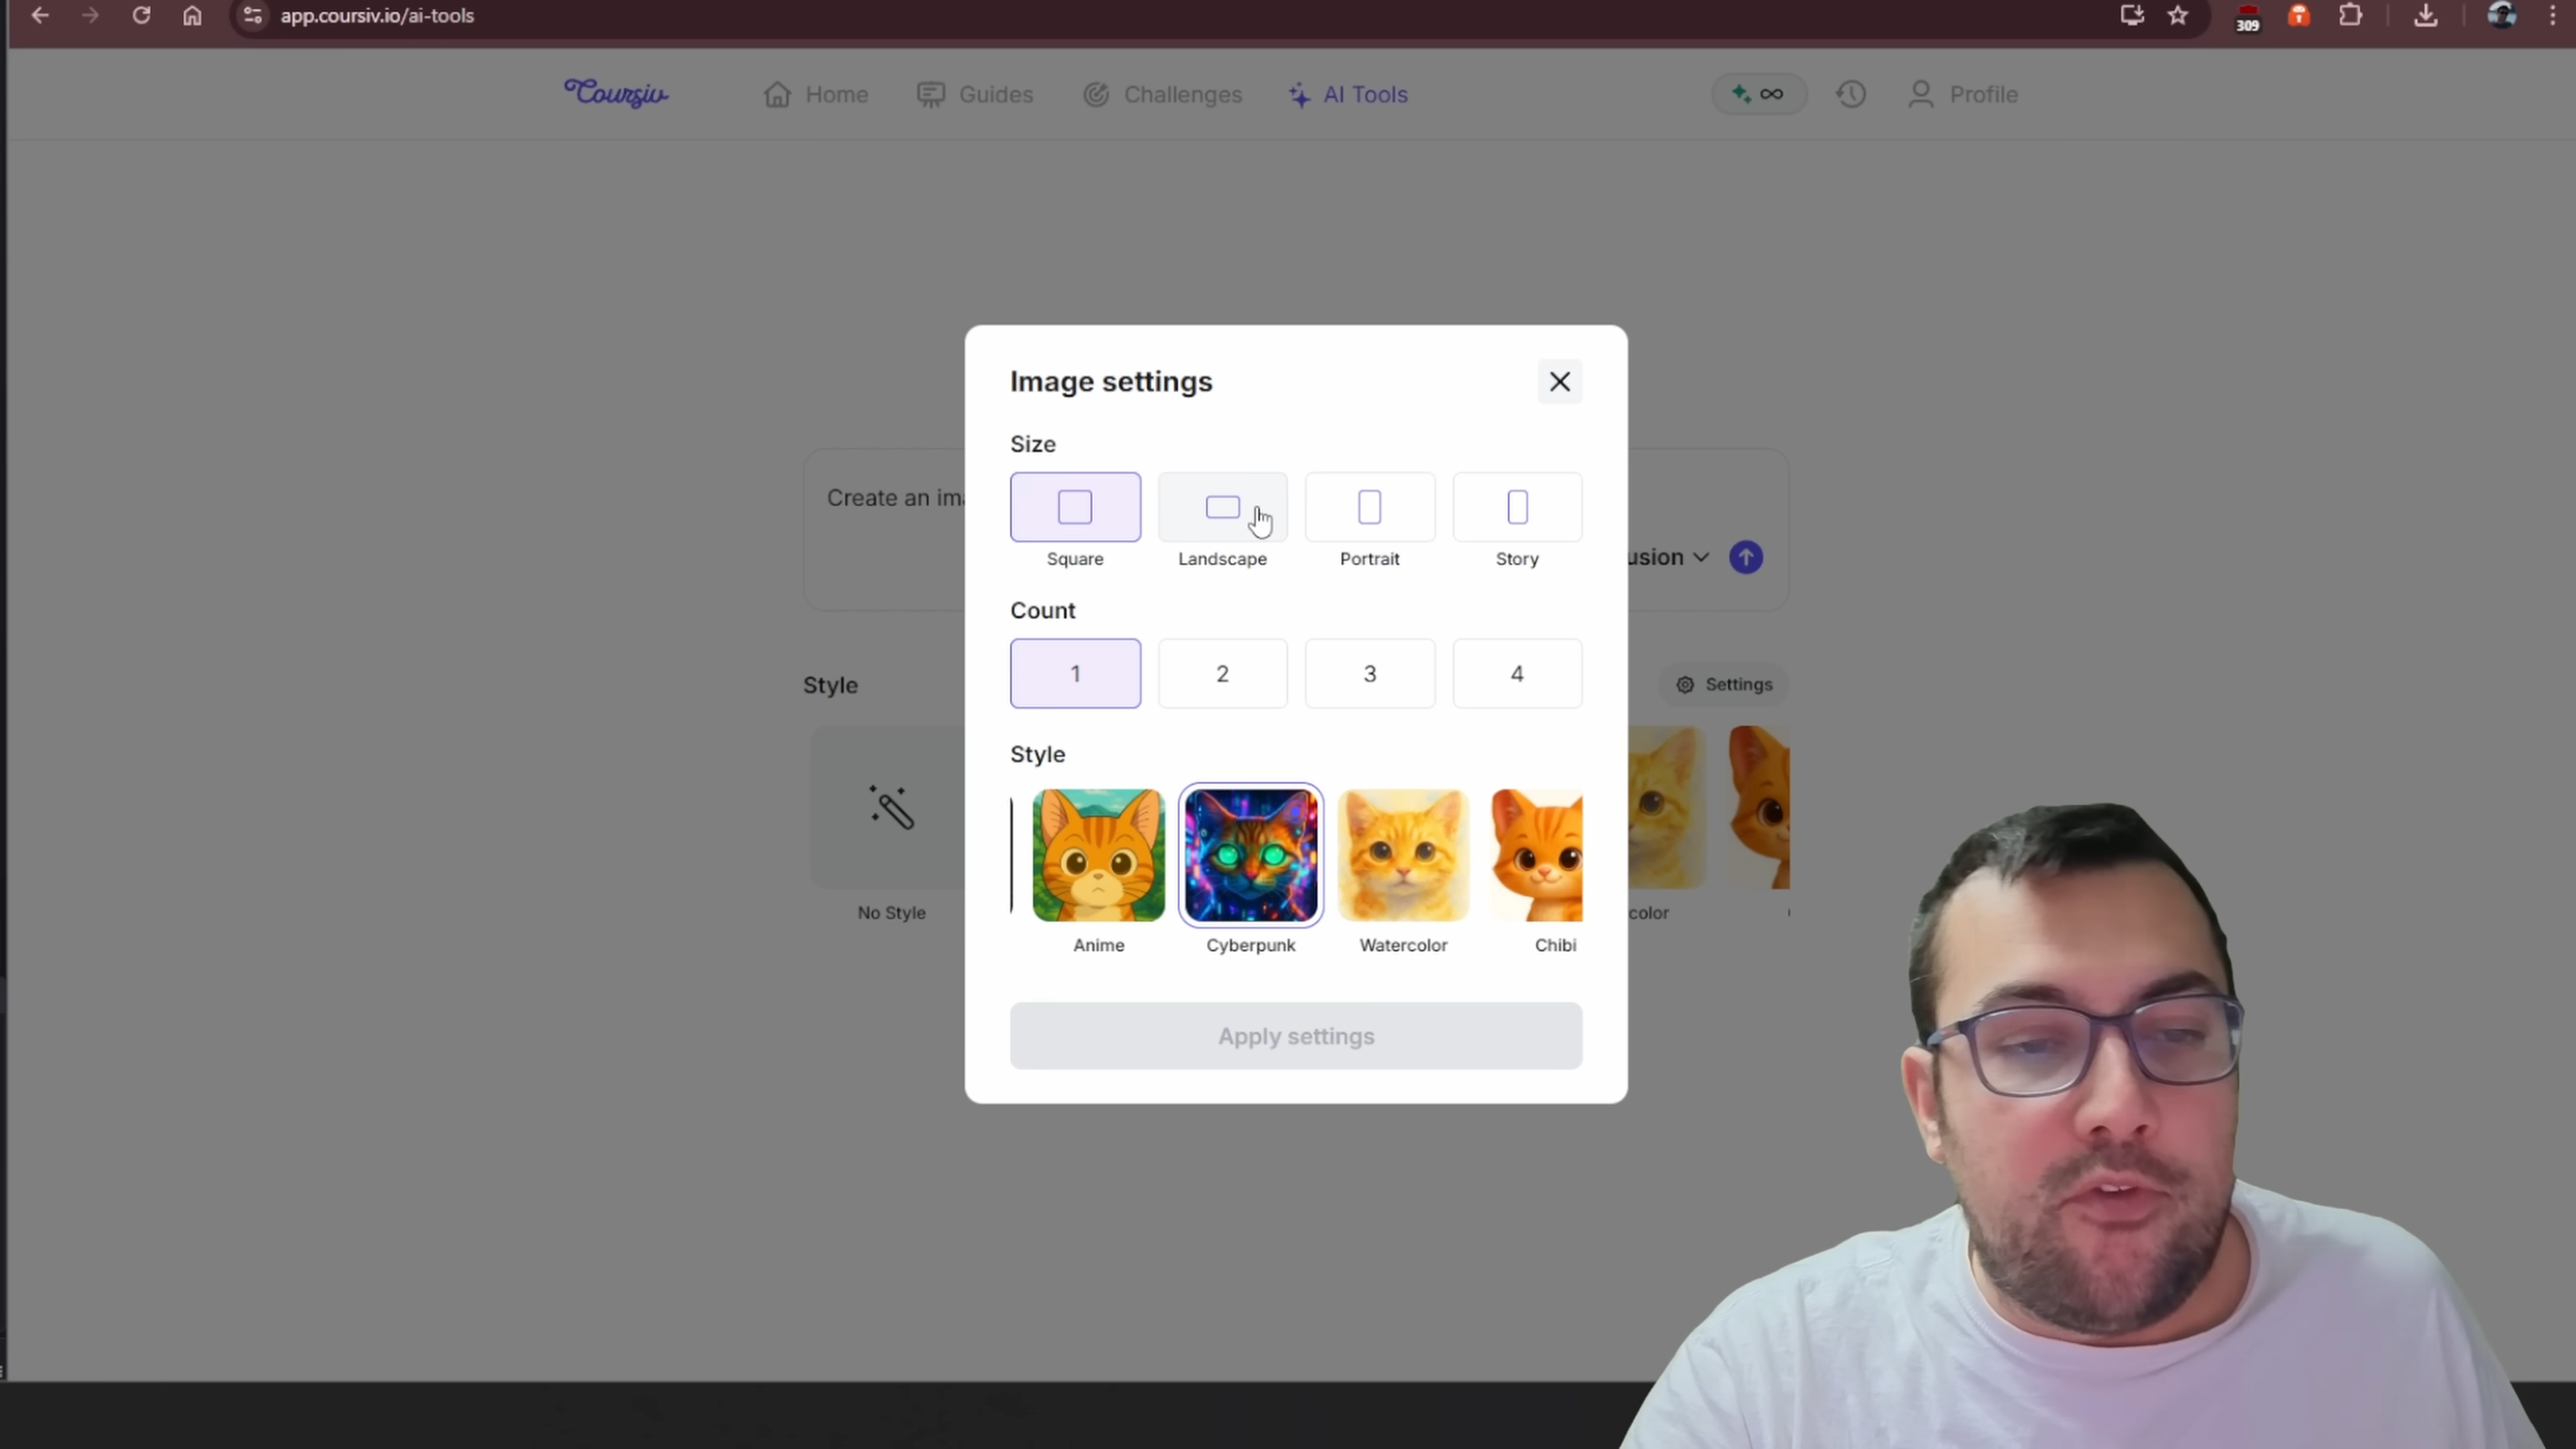 app.coursiv.io/ai-tools
309
Coursiv
Home
Guides
Challenges
AI Tools
∞
Profile
Image settings
Size
Create an ima
Square
Landscape
Portrait
Story
usion
Count
1
2
3
4
Style
Settings
Style
No Style
Anime
Cyberpunk
Watercolor
Chibi
color
Apply settings